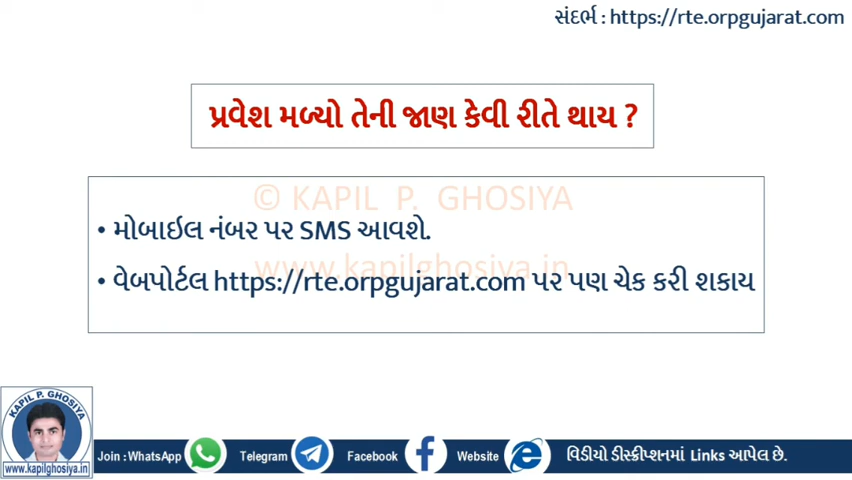 સંદર્ભ : https://rte.orpgujarat.com
પ્રવેશ મળ્યો તેની જાણ કેવી રીતે થાય ?
© KAPIL P. GHOSIYA
• મોબાઇલ નંબર પર SMS આવશે.
www.kapilghosiya.in
• વેબપોર્ટલ https://rte.orpgujarat.com પર પણ ચેક કરી શકાય
KAPIL P. GHOSIYA
www.kapilghosiya.in
Join : WhatsApp Telegram Facebook Website વિડીયો ડીસ્ક્રીપ્શનમાં Links આપેલ છે.